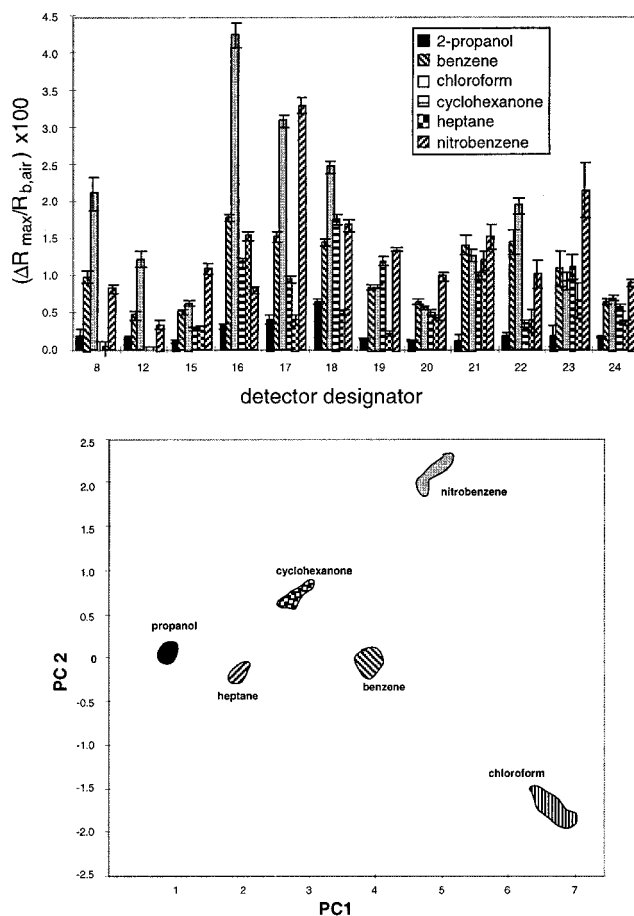 4.5
4.0
3.5
3.0
2.5
2.0
1.5
1.0
0.5
0.0
(ΔR max/Rb,air) x100
2-propanol
benzene
chloroform
cyclohexanone
heptane
nitrobenzene
8 12 15 16 17 18 19 20 21 22 23 24
detector designator
2.5
2.0
1.5
1.0
0.5
0
-0.5
-1.0
-1.5
-2.0
-2.5
PC 2
nitrobenzene
cyclohexanone
propanol
heptane
benzene
chloroform
1 2 3 4 5 6 7
PC1